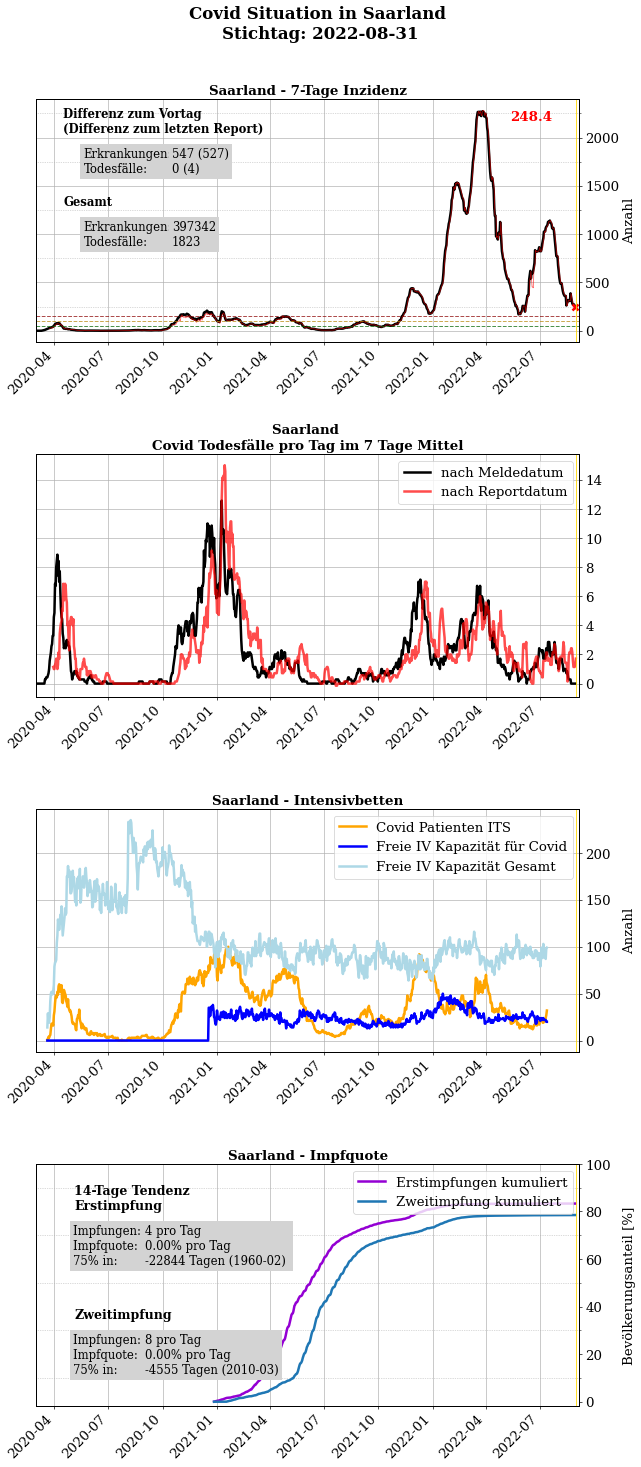 Covid Situation in Saarland
Stichtag: 2022-08-31
Saarland - 7-Tage Inzidenz
Differenz zum Vortag
(Differenz zum letzten Report)
Erkrankungen 547 (527)
Todesfälle: 0 (4)
Gesamt
Erkrankungen 397342
Todesfälle: 1823
248.4
2000
1500
1000
500
0
Anzahl
2020-04 2020-07 2020-10 2021-01 2021-04 2021-07 2021-10 2022-01 2022-04 2022-07
Saarland
Covid Todesfälle pro Tag im 7 Tage Mittel
nach Meldedatum
nach Reportdatum
14
12
10
8
6
4
2
0
2020-04 2020-07 2020-10 2021-01 2021-04 2021-07 2021-10 2022-01 2022-04 2022-07
Saarland - Intensivbetten
Covid Patienten ITS
Freie IV Kapazität für Covid
Freie IV Kapazität Gesamt
200
150
100
50
0
Anzahl
2020-04 2020-07 2020-10 2021-01 2021-04 2021-07 2021-10 2022-01 2022-04 2022-07
Saarland - Impfquote
14-Tage Tendenz
Erstimpfung
Impfungen: 4 pro Tag
Impfquote: 0.00% pro Tag
75% in: -22844 Tagen (1960-02)
Zweitimpfung
Impfungen: 8 pro Tag
Impfquote: 0.00% pro Tag
75% in: -4555 Tagen (2010-03)
Erstimpfungen kumuliert
Zweitimpfung kumuliert
100
80
60
40
20
0
Bevölkerungsanteil [%]
2020-04 2020-07 2020-10 2021-01 2021-04 2021-07 2021-10 2022-01 2022-04 2022-07